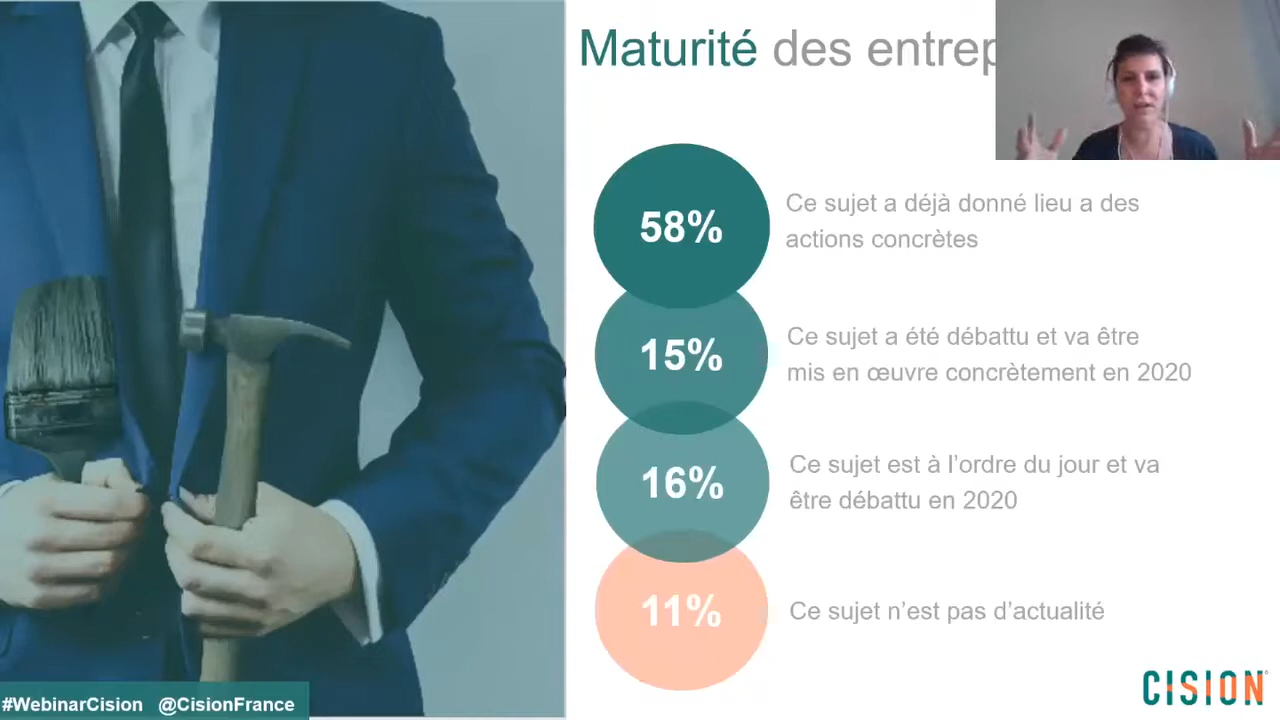 Maturité des entrep
58%
Ce sujet a déjà donné lieu a des
actions concrètes
15%
Ce sujet a été débattu et va être
mis en œuvre concrètement en 2020
16%
Ce sujet est à l’ordre du jour et va
être débattu en 2020
11%
Ce sujet n’est pas d’actualité
#WebinarCision @CisionFrance
CISION